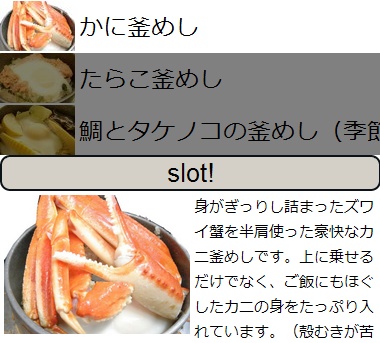 かに釜めし
たらこ釜めし
鯛とタケノコの釜めし（季節
slot!
身がぎっりし詰まったズワ
イ蟹を半肩使った豪快なカ
ニ釜めしです。上に乗せる
だけでなく、ご飯にもほぐ
したカニの身をたっぷり入
れています。（殻むきが苦